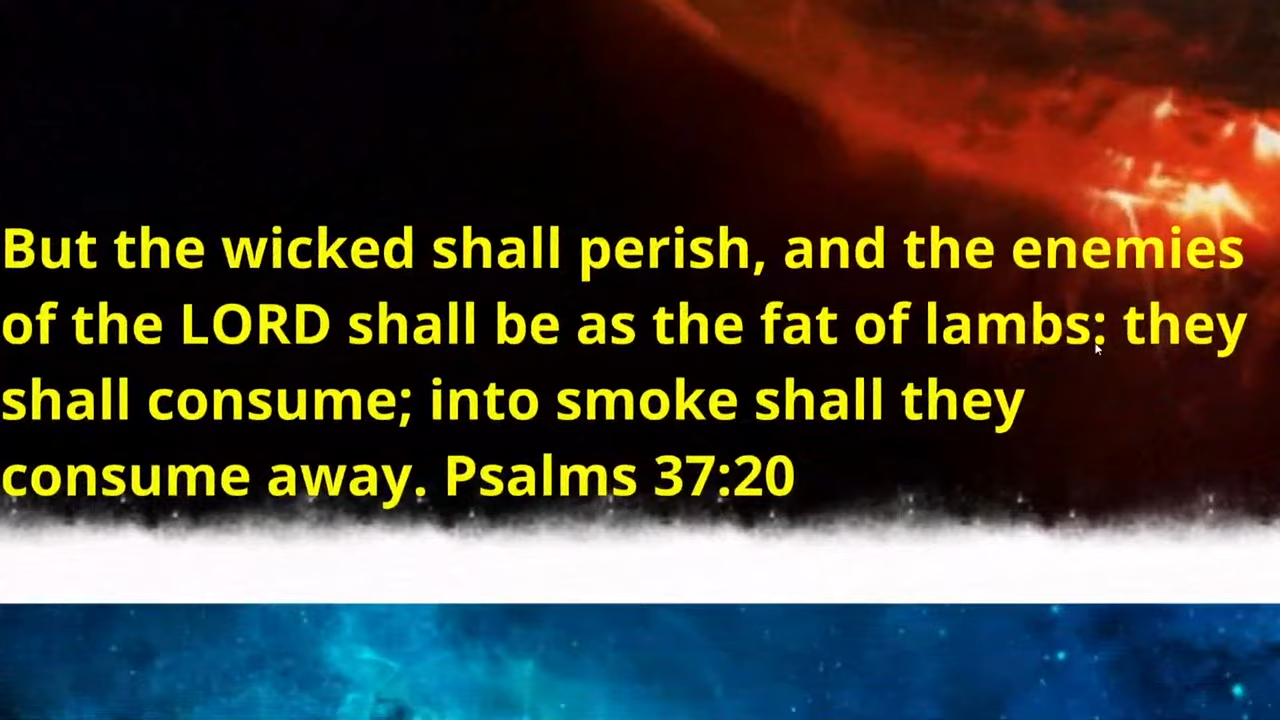 But the wicked shall perish, and the enemies
of the LORD shall be as the fat of lambs: they
shall consume; into smoke shall they
consume away. Psalms 37:20